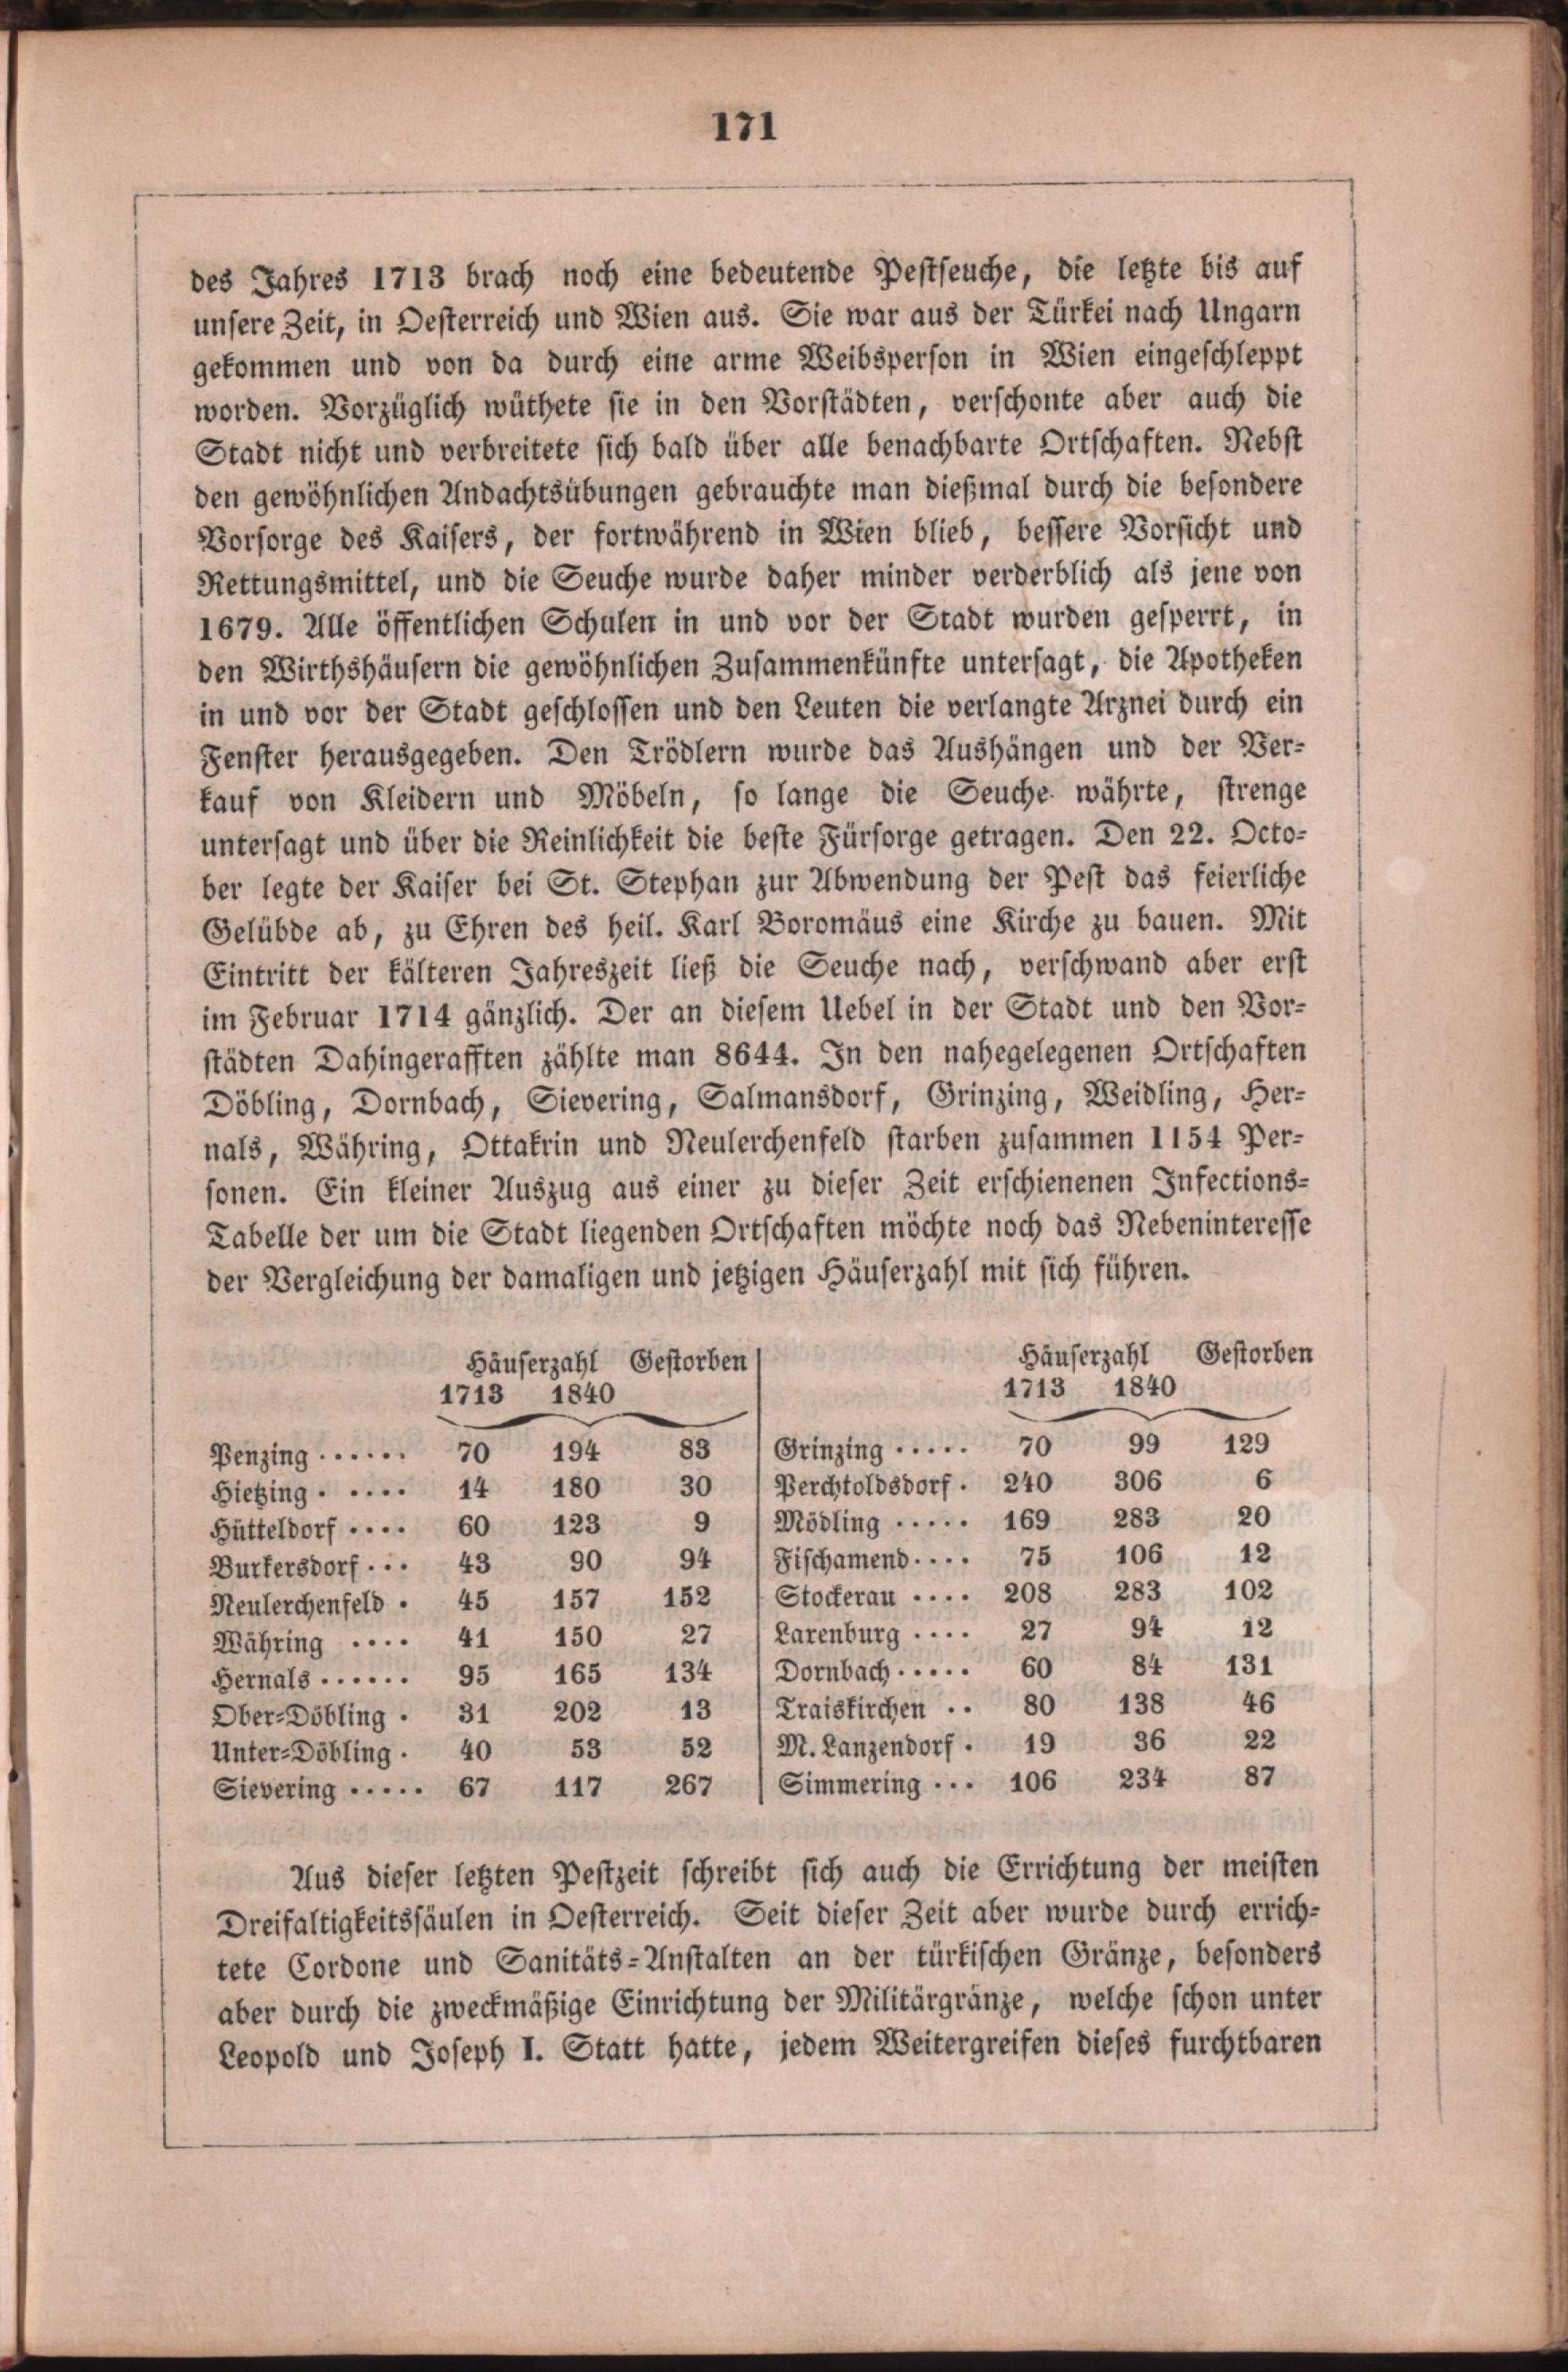 171
des Jahres 1713 brach noch eine bedeutende Pestseuche, die letzte bis auf
unsere Zeit, in Oesterreich und Wien aus. Sie war aus der Türkei nach Ungarn
gekommen und von da durch eine arme Weibsperson in Wien eingeschleppt
worden. Vorzüglich wüthete sie in den Vorstädten, verschonte aber auch die
Stadt nicht und verbreitete sich bald über alle benachbarte Ortschaften. Nebst
den gewöhnlichen Andachtsübungen gebrauchte man dießmal durch die besondere
Vorsorge des Kaisers, der fortwährend in Wien blieb, bessere Vorsicht und
Rettungsmittel, und die Seuche wurde daher minder verderblich als jene von
1679. Alle öffentlichen Schulen in und vor der Stadt wurden gesperrt, in
den Wirthshäusern die gewöhnlichen Zusammenkünfte untersagt, die Apotheken
in und vor der Stadt geschlossen und den Leuten die verlangte Arznei durch ein
Fenster herausgegeben. Den Trödlern wurde das Aushängen und der Ver-
kauf von Kleidern und Möbeln, so lange die Seuche währte, strenge
untersagt und über die Reinlichkeit die beste Fürsorge getragen. Den 22. Octo-
ber legte der Kaiser bei St. Stephan zur Abwendung der Pest das feierliche
Gelübde ab, zu Ehren des heil. Karl Boromäus eine Kirche zu bauen. Mit
Eintritt der kälteren Jahreszeit ließ die Seuche nach, verschwand aber erst
im Februar 1714 gänzlich. Der an diesem Uebel in der Stadt und den Vor-
städten Dahingerafften zählte man 8644. In den nahegelegenen Ortschaften
Döbling, Dornbach, Sievering, Salmansdorf, Grinzing, Weidling, Her-
nals, Währing, Ottakrin und Neulerchenfeld starben zusammen 1154 Per-
sonen. Ein kleiner Auszug aus einer zu dieser Zeit erschienenen Infections-
Tabelle der um die Stadt liegenden Ortschaften möchte noch das Nebeninteresse
der Vergleichung der damaligen und jetzigen Häuserzahl mit sich führen.
Häuserzahl Gestorben
1713 1840
Penzing ...... 70 194 83
Hietzing . .... 14 180 30
Hütteldorf .... 60 123 9
Burkersdorf ... 43 90 94
Neulerchenfeld . 45 157 152
Währing .... 41 150 27
Hernals ...... 95 165 134
Ober-Döbling . 31 202 13
Unter-Döbling . 40 53 52
Sievering ..... 67 117 267
Häuserzahl Gestorben
1713 1840
Grinzing ..... 70 99 129
Perchtoldsdorf . 240 306 6
Mödling ..... 169 283 20
Fischamend .... 75 106 12
Stockerau .... 208 283 102
Larenburg .... 27 94 12
Dornbach ..... 60 84 131
Traiskirchen .. 80 138 46
M. Lanzendorf . 19 36 22
Simmering ... 106 234 87
Aus dieser letzten Pestzeit schreibt sich auch die Errichtung der meisten
Dreifaltigkeitssäulen in Oesterreich. Seit dieser Zeit aber wurde durch errich-
tete Cordone und Sanitäts-Anstalten an der türkischen Gränze, besonders
aber durch die zweckmäßige Einrichtung der Militärgränze, welche schon unter
Leopold und Joseph I. Statt hatte, jedem Weitergreifen dieses furchtbaren